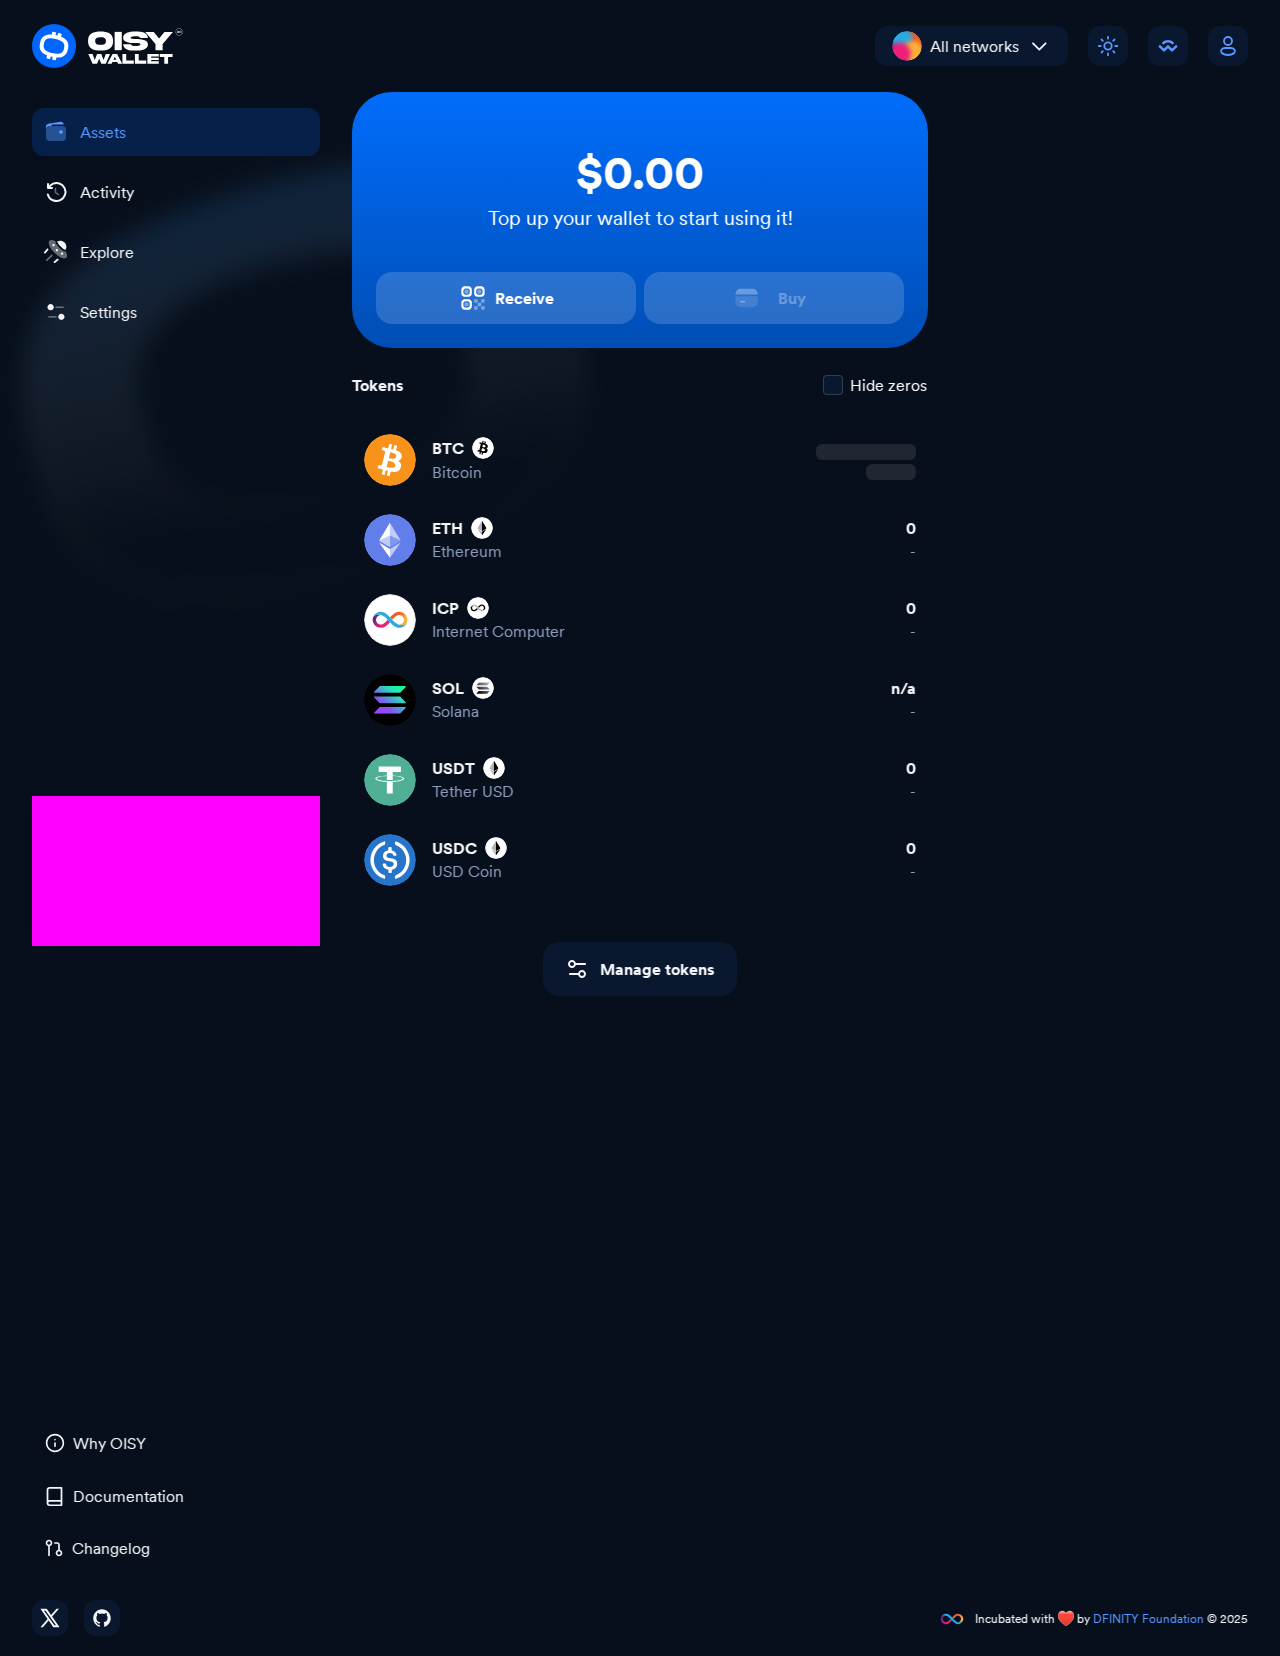 OISY
WALLET
All networks
Assets
Activity
Explore
Settings
$0.00
Top up your wallet to start using it!
Receive
Buy
Tokens
Hide zeros
BTC
Bitcoin
ETH
0
Ethereum
-
ICP
0
Internet Computer
-
SOL
n/a
Solana
-
USDT
0
Tether USD
-
USDC
0
USD Coin
-
Manage tokens
Why OISY
Documentation
Changelog
Incubated with ❤️ by DFINITY Foundation © 2025